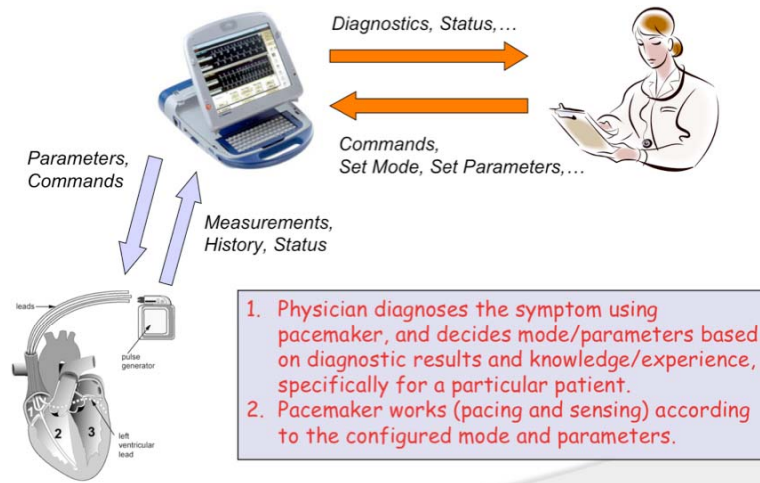 Diagnostics, Status,...
Commands,
Set Mode, Set Parameters,...
Parameters,
Commands
Measurements,
History, Status
leads
pulse
generator
2 3
left
ventricular
lead
1. Physician diagnoses the symptom using
pacemaker, and decides mode/parameters based
on diagnostic results and knowledge/experience,
specifically for a particular patient.
2. Pacemaker works (pacing and sensing) according
to the configured mode and parameters.